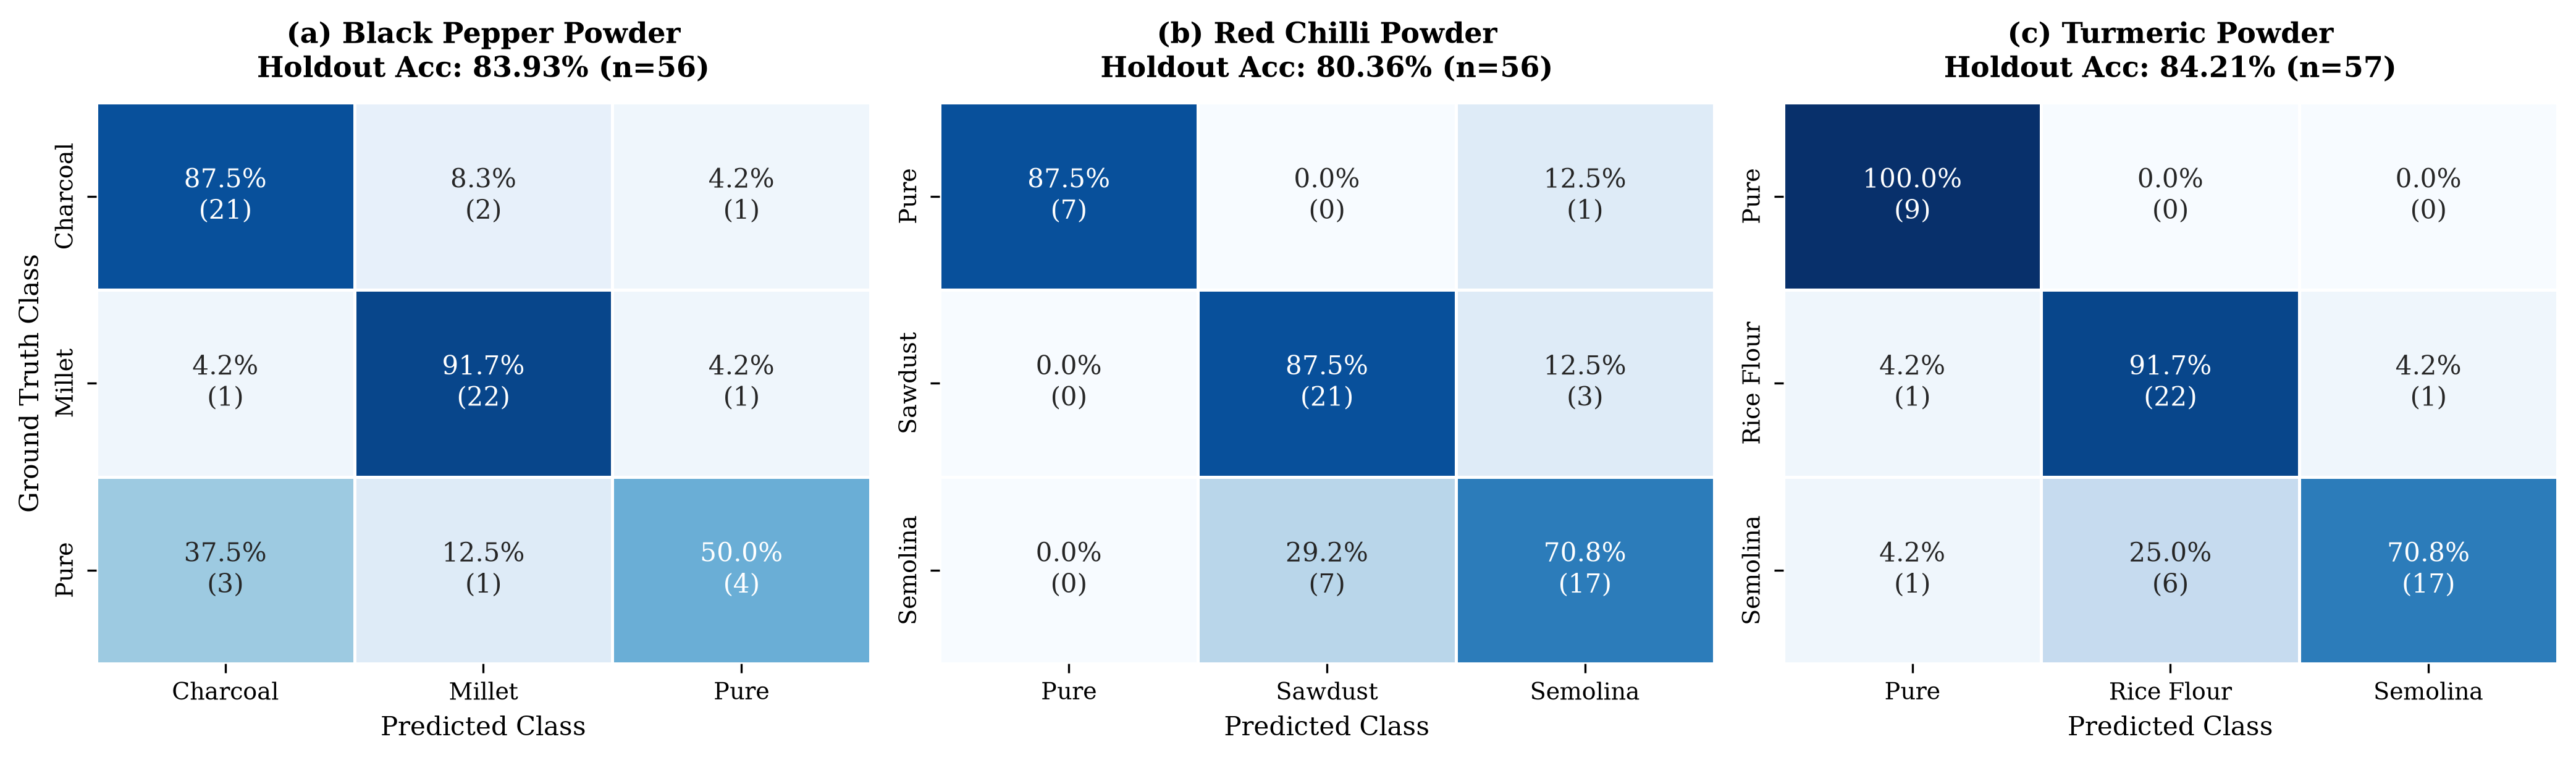 (a) Black Pepper Powder
Holdout Acc: 83.93% (n=56)
Ground Truth Class
Charcoal
87.5%
(21)
8.3%
(2)
4.2%
(1)
Millet
4.2%
(1)
91.7%
(22)
4.2%
(1)
Pure
37.5%
(3)
12.5%
(1)
50.0%
(4)
Charcoal
Millet
Pure
Predicted Class
(b) Red Chilli Powder
Holdout Acc: 80.36% (n=56)
Pure
87.5%
(7)
0.0%
(0)
12.5%
(1)
Sawdust
0.0%
(0)
87.5%
(21)
12.5%
(3)
Semolina
0.0%
(0)
29.2%
(7)
70.8%
(17)
Pure
Sawdust
Semolina
Predicted Class
(c) Turmeric Powder
Holdout Acc: 84.21% (n=57)
Pure
100.0%
(9)
0.0%
(0)
0.0%
(0)
Rice Flour
4.2%
(1)
91.7%
(22)
4.2%
(1)
Semolina
4.2%
(1)
25.0%
(6)
70.8%
(17)
Pure
Rice Flour
Semolina
Predicted Class